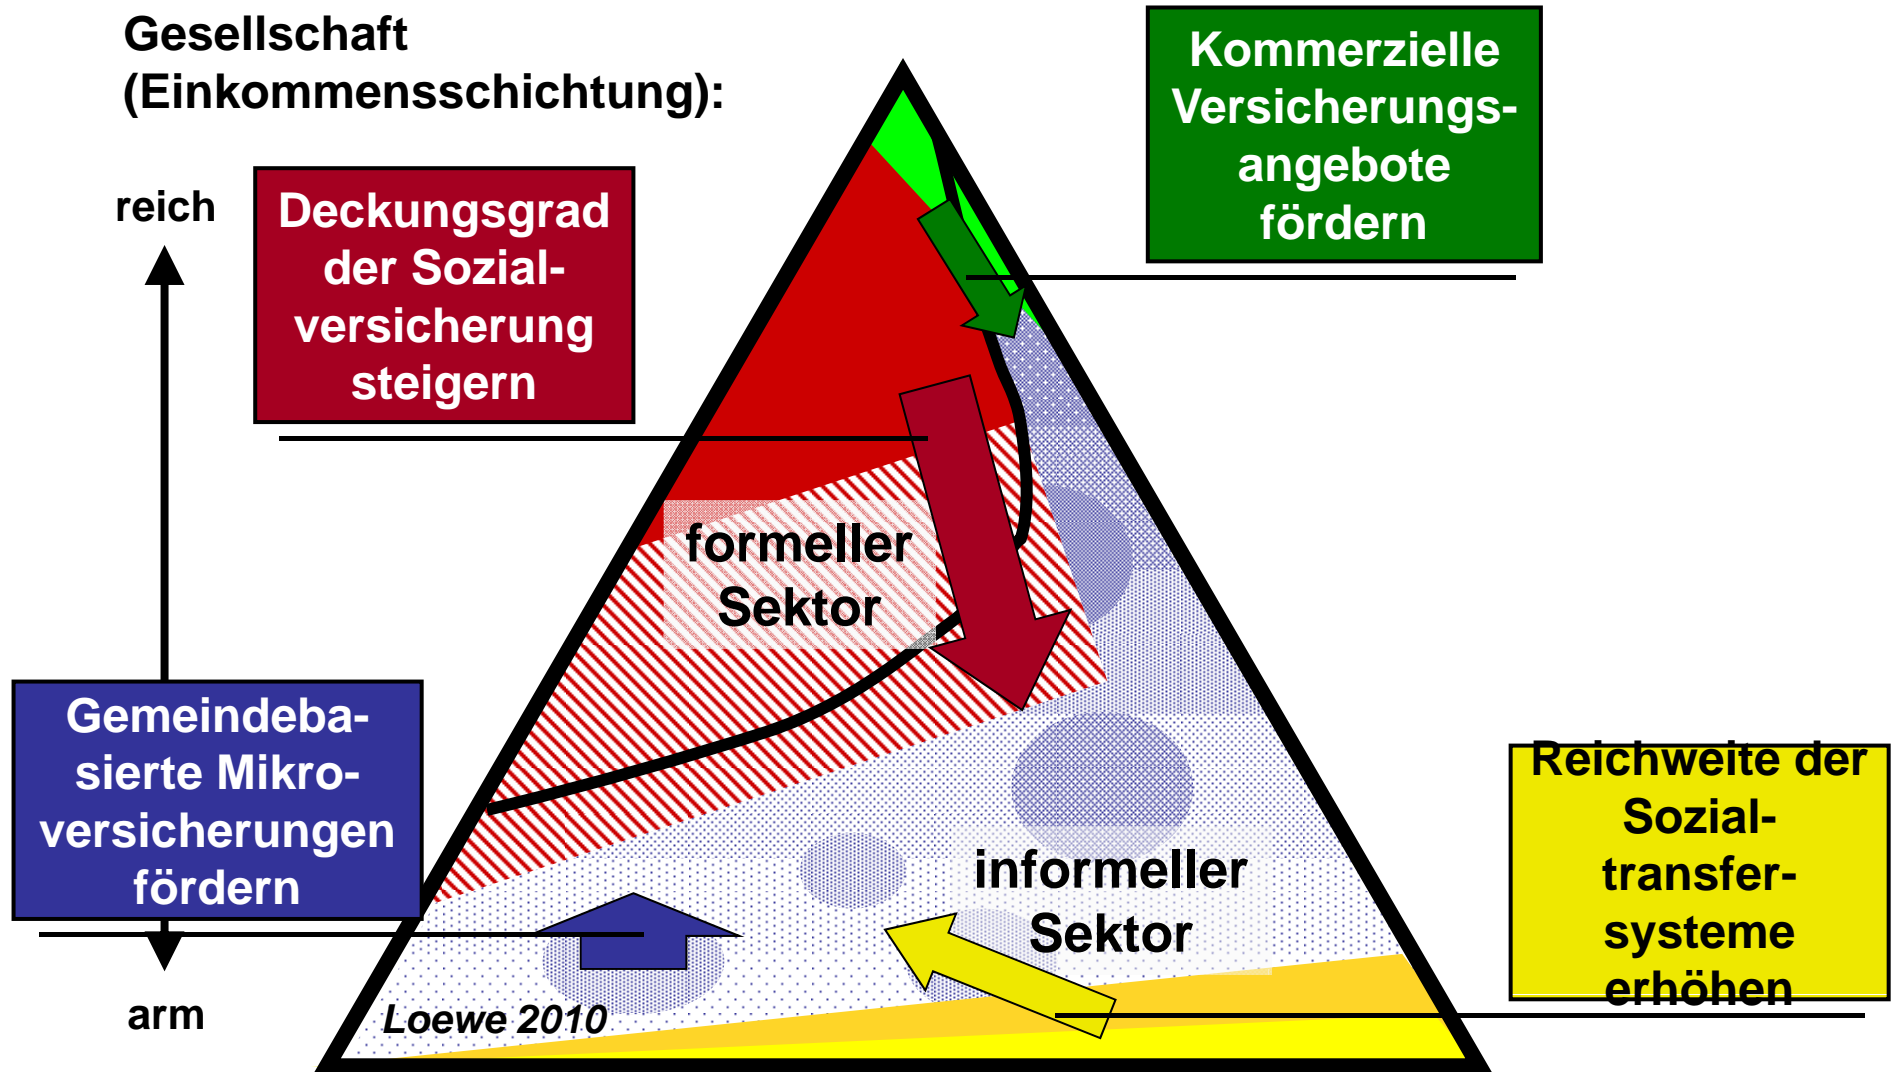 Gesellschaft
(Einkommensschichtung):
Kommerzielle
Versicherungs-
angebote
fördern
reich
Deckungsgrad
der Sozial-
versicherung
steigern
formeller
Sektor
Gemeindeba-
sierte Mikro-
versicherungen
fördern
Reichweite der
Sozial-
transfer-
systeme
erhöhen
informeller
Sektor
arm
Loewe 2010